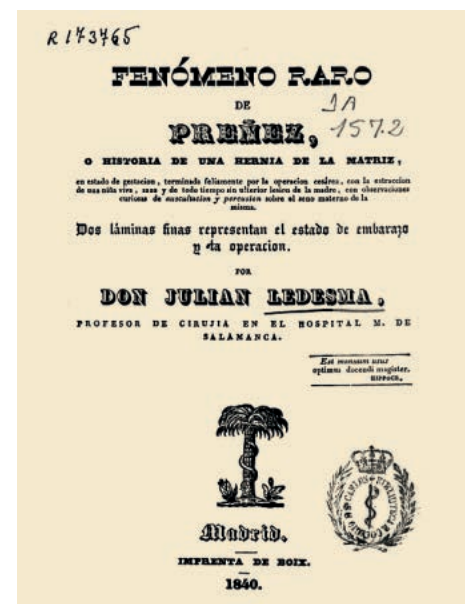 R 173765
FENÓMENO RARO
DE
1A
PREÑEZ,
157.2
O HISTORIA DE UNA HERNIA DE LA MATRIZ,
en estado de gestacion, terminada felizmente por la operacion cesárea, con la estraccion
de una niña viva, sana y de todo tiempo sin ulterior lesion de la madre, con observaciones
curiosas de auscultacion y percusion sobre el seno materno de la
misma.
Dos láminas finas representan el estado de embarazo
y la operacion.
POR
DON JULIAN LEDESMA,
PROFESOR DE CIRUJIA EN EL HOSPITAL M. DE
SALAMANCA.
Est morosum usus
optimus docendi magister.
HIPPOCR.
Madrid.
IMPRENTA DE BOIX.
1840.